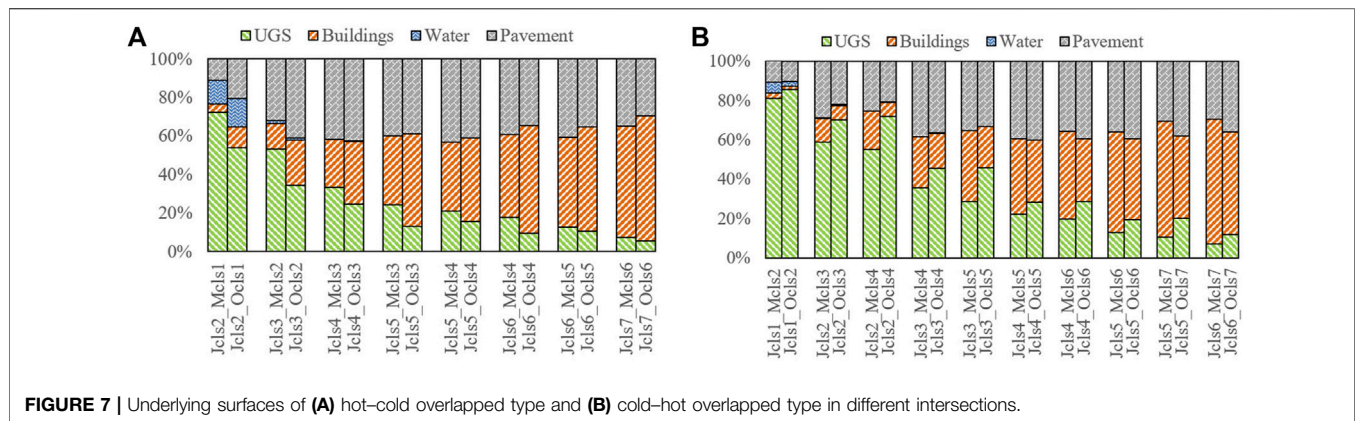 A
UGS Buildings Water Pavement
100%
80%
60%
40%
20%
0%
Jcls2_Mcls1
Jcls2_Ocls1
Jcls3_Mcls2
Jcls3_Ocls2
Jcls4_Mcls3
Jcls4_Ocls3
Jcls5_Mcls3
Jcls5_Ocls3
Jcls5_Mcls4
Jcls5_Ocls4
Jcls6_Mcls4
Jcls6_Ocls4
Jcls6_Mcls5
Jcls6_Ocls5
Jcls7_Mcls6
Jcls7_Ocls6
B
UGS Buildings Water Pavement
100%
80%
60%
40%
20%
0%
Jcls1_Mcls2
Jcls1_Ocls2
Jcls2_Mcls3
Jcls2_Ocls3
Jcls2_Mcls4
Jcls2_Ocls4
Jcls3_Mcls4
Jcls3_Ocls4
Jcls3_Mcls5
Jcls3_Ocls5
Jcls4_Mcls5
Jcls4_Ocls5
Jcls4_Mcls6
Jcls4_Ocls6
Jcls5_Mcls6
Jcls5_Ocls6
Jcls5_Mcls7
Jcls5_Ocls7
Jcls6_Mcls7
Jcls6_Ocls7
FIGURE 7 | Underlying surfaces of (A) hot–cold overlapped type and (B) cold–hot overlapped type in different intersections.